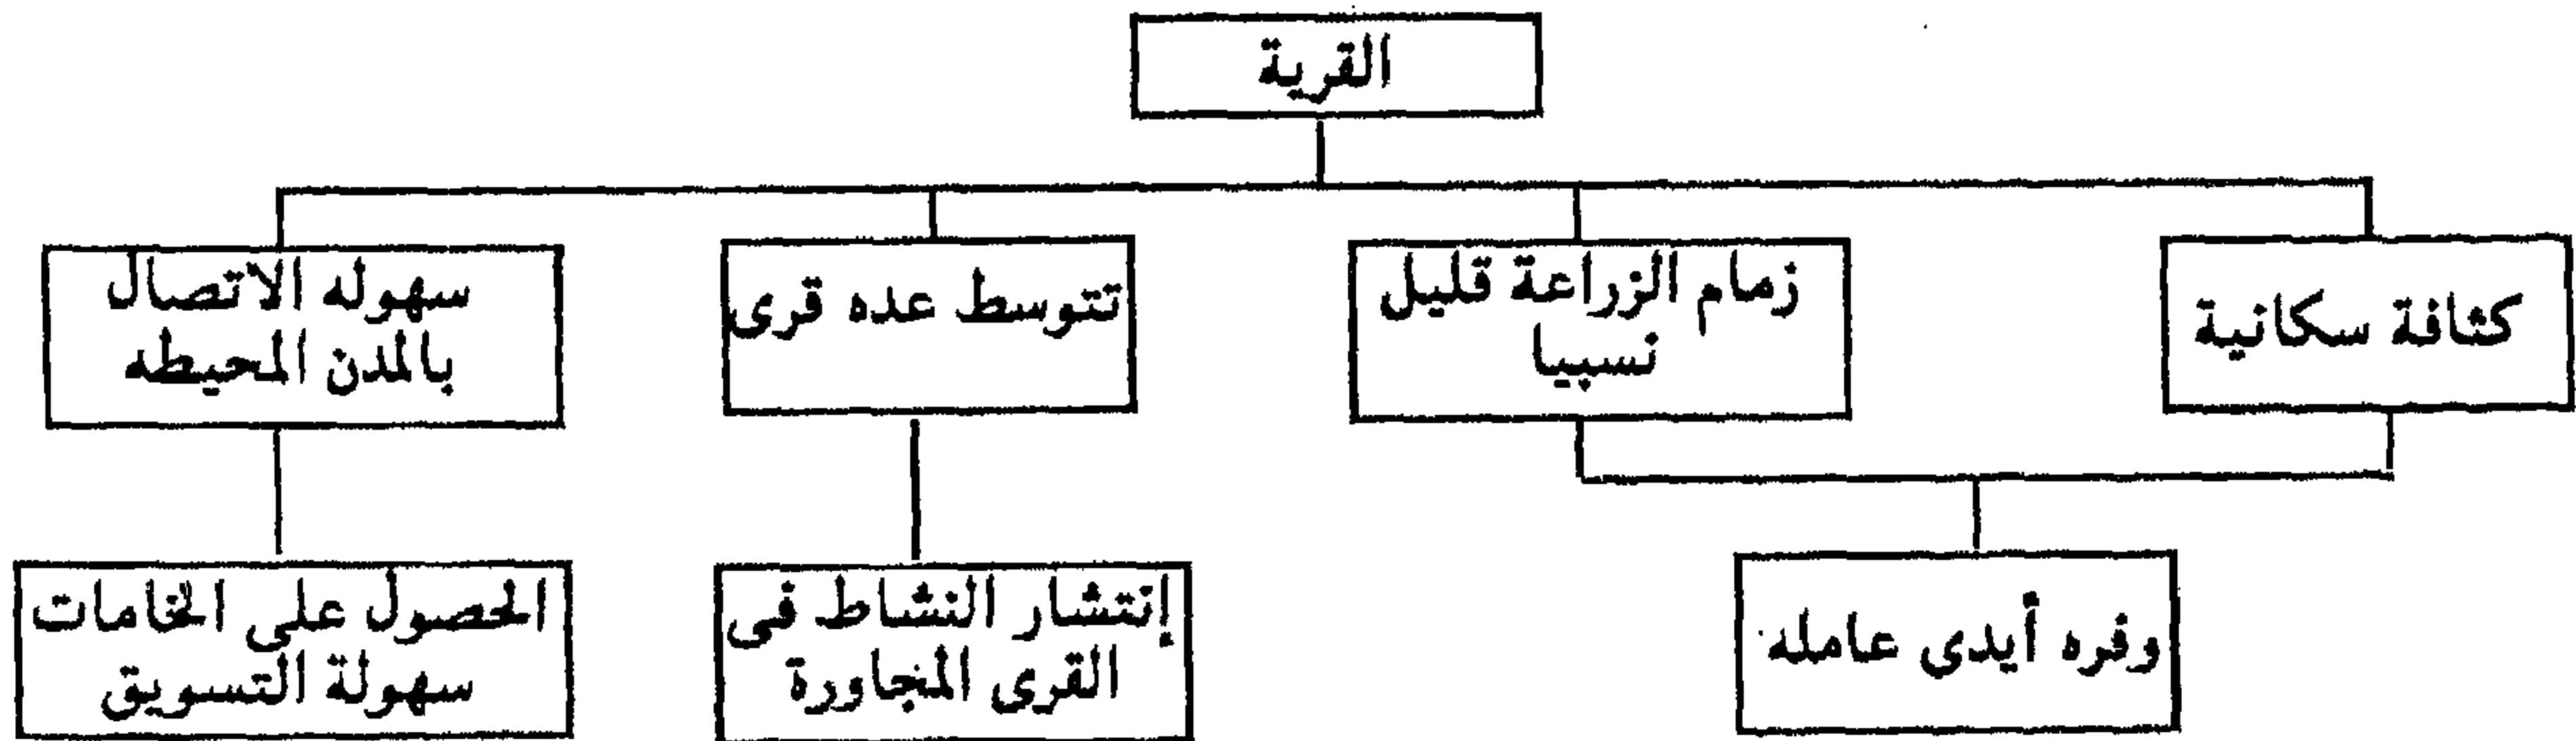 القرية
كثافة سكانية
زمام الزراعة قليل
نسبيا
تتوسط عده قرى
سهوله الاتصال
بالمدن المحيطه
وفره أيدى عامله
إنتشار النشاط فى
القرى المجاورة
الحصول على الخامات
سهولة التسويق